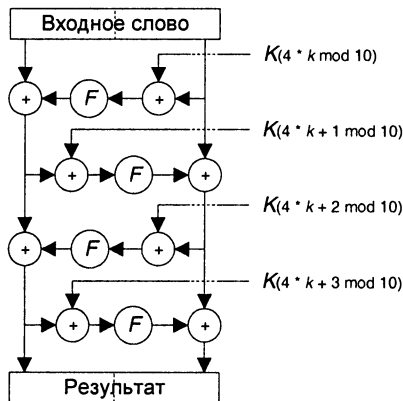 Входное слово
K(4 * k mod 10)
+ F +
K(4 * k + 1 mod 10)
+ F +
K(4 * k + 2 mod 10)
+ F +
K(4 * k + 3 mod 10)
+ F +
Результат